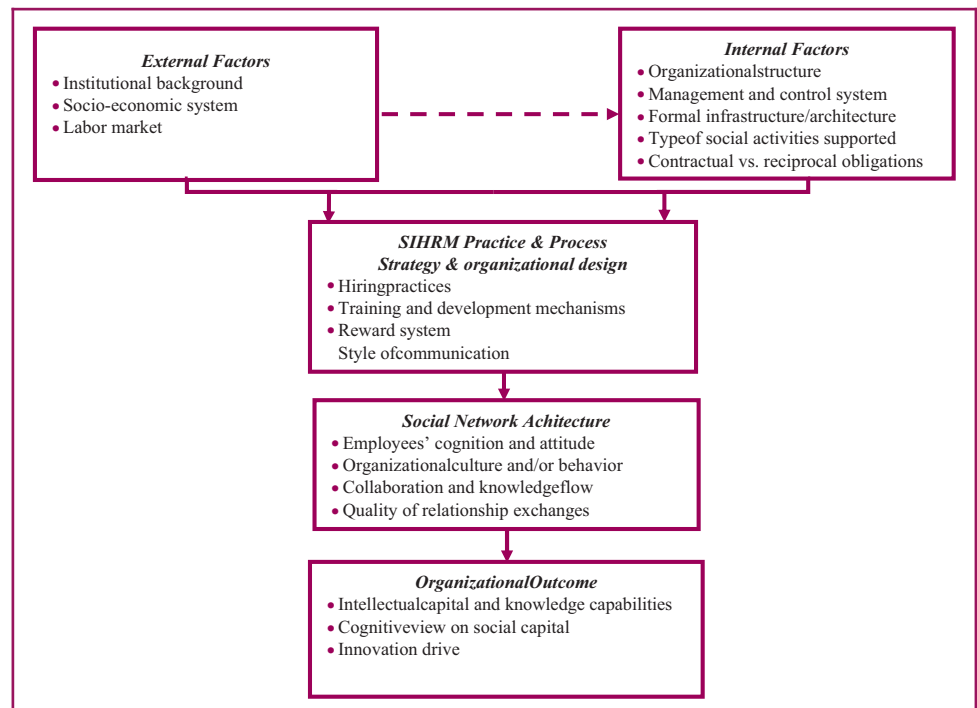 External Factors
• Institutional background
• Socio-economic system
• Labor market
Internal Factors
• Organizationalstructure
• Management and control system
• Formal infrastructure/architecture
• Typeof social activities supported
• Contractual vs. reciprocal obligations
SIHRM Practice & Process
Strategy & organizational design
• Hiringpractices
• Training and development mechanisms
• Reward system
Style ofcommunication
Social Network Achitecture
• Employees’ cognition and attitude
• Organizationalculture and/or behavior
• Collaboration and knowledgeflow
• Quality of relationship exchanges
OrganizationalOutcome
• Intellectualcapital and knowledge capabilities
• Cognitiveview on social capital
• Innovation drive